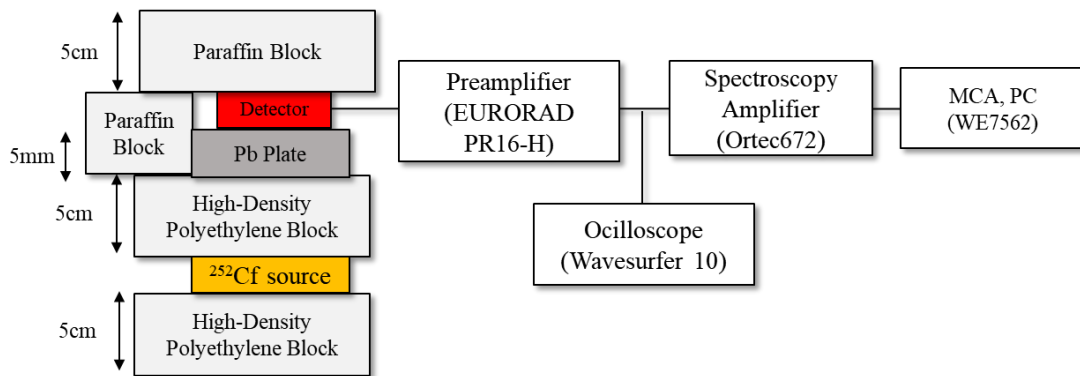 5cm
Paraffin Block
Detector
Paraffin
Block
5mm
Pb Plate
5cm
High-Density
Polyethylene Block
²⁵²Cf source
5cm
High-Density
Polyethylene Block
Preamplifier
(EURORAD
PR16-H)
Spectroscopy
Amplifier
(Ortec672)
MCA, PC
(WE7562)
Ocilloscope
(Wavesurfer 10)